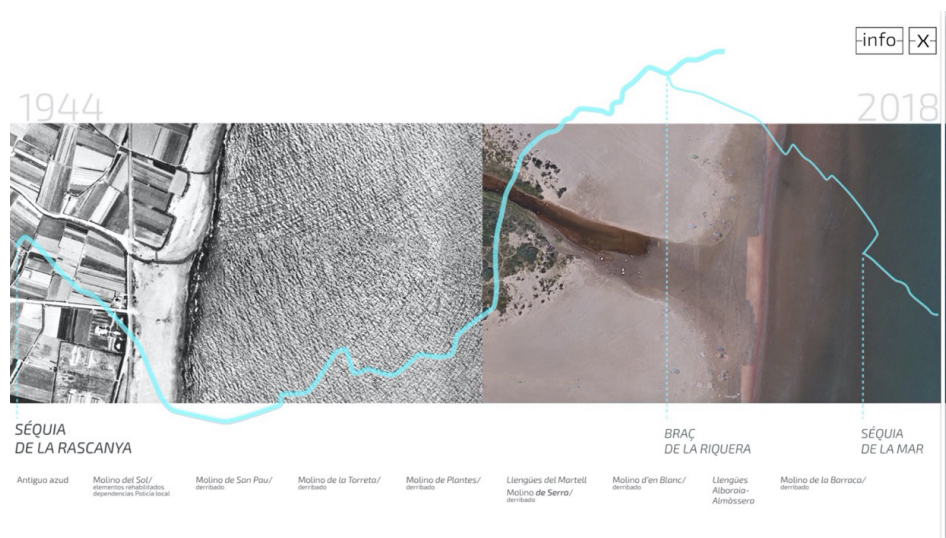 info
X
1944
2018
SÉQUIA
DE LA RASCANYA
BRAÇ
DE LA RIQUERA
SÉQUIA
DE LA MAR
Antiguo azud
Molino del Sol/
elementos rehabilitados
dependencias Policía local
Molino de San Pau/
derribado
Molino de la Torreta/
derribado
Molino de Plantes/
derribado
Llengües del Martell
Molino de Serra/
derribado
Molino d'en Blanc/
derribado
Llengües
Alboraia-
Almàssera
Molino de la Barraca/
derribado